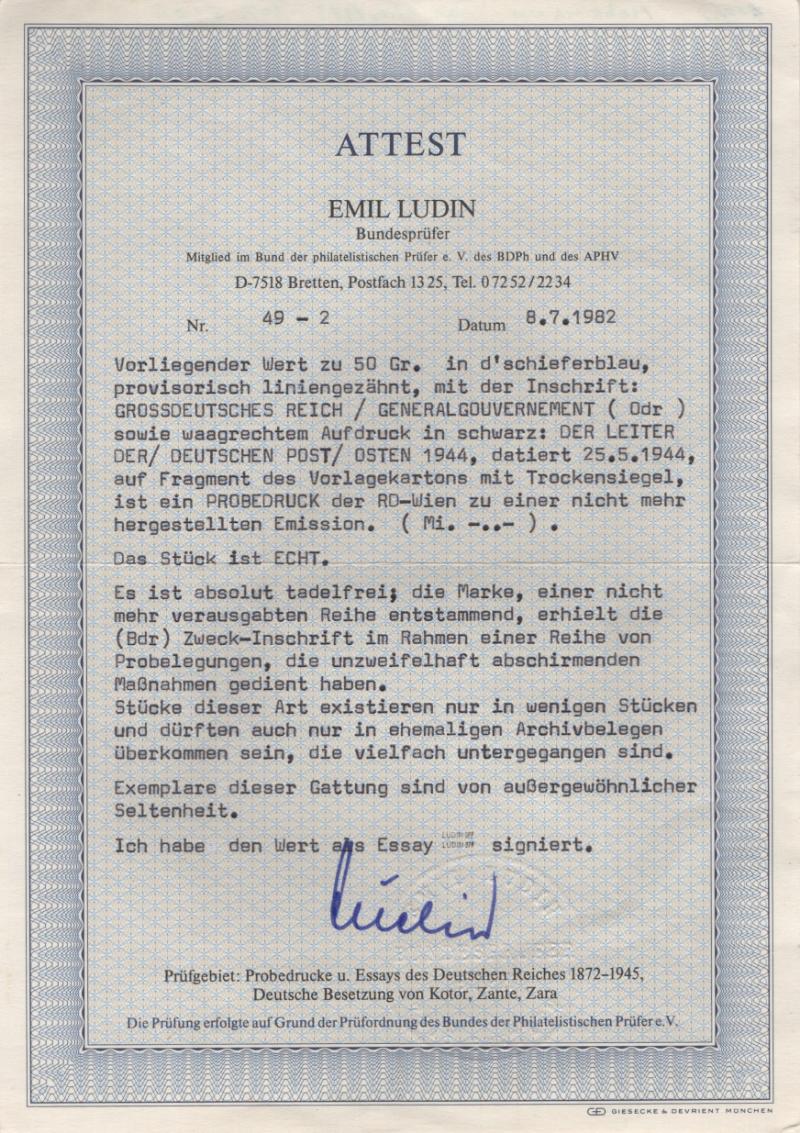 ATTEST
EMIL LUDIN
Bundesprüfer
Mitglied im Bund der philatelistischen Prüfer e. V. des BDPh und des APHV
D-7518 Bretten, Postfach 13 25, Tel. 0 72 52 / 22 34
Nr. 49 - 2 Datum 8.7.1982
Vorliegender Wert zu 50 Gr. in d'schieferblau,
provisorisch liniengezähnt, mit der Inschrift:
GROSSDEUTSCHES REICH / GENERALGOUVERNEMENT ( Odr )
sowie waagrechtem Aufdruck in schwarz: DER LEITER
DER/ DEUTSCHEN POST/ OSTEN 1944, datiert 25.5.1944,
auf Fragment des Vorlagekartons mit Trockensiegel,
ist ein PROBEDRUCK der RD-Wien zu einer nicht mehr
hergestellten Emission. ( Mi. -..- ) .
Das Stück ist ECHT.
Es ist absolut tadelfrei; die Marke, einer nicht
mehr verausgabten Reihe entstammend, erhielt die
(Bdr) Zweck-Inschrift im Rahmen einer Reihe von
Probelegungen, die unzweifelhaft abschirmenden
Maßnahmen gedient haben.
Stücke dieser Art existieren nur in wenigen Stücken
und dürften auch nur in ehemaligen Archivbelegen
überkommen sein, die vielfach untergegangen sind.
Exemplare dieser Gattung sind von außergewöhnlicher
Seltenheit.
Ich habe den Wert als Essay signiert.
Ludin
Prüfgebiet: Probedrucke u. Essays des Deutschen Reiches 1872–1945,
Deutsche Besetzung von Kotor, Zante, Zara
Die Prüfung erfolgte auf Grund der Prüfordnung des Bundes der Philatelistischen Prüfer e.V.
GIESECKE & DEVRIENT MÜNCHEN